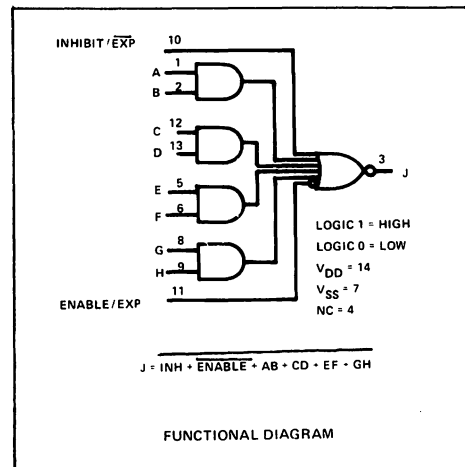 INHIBIT/E̅X̅P̅ 10
1
A
B 2
C 12
D 13
3
J
E 5
F 6
G 8
H 9
11
ENABLE/EXP
LOGIC 1 = HIGH
LOGIC 0 = LOW
VDD = 14
VSS = 7
NC = 4
J = INH + ENABLE + AB + CD + EF + GH
FUNCTIONAL DIAGRAM